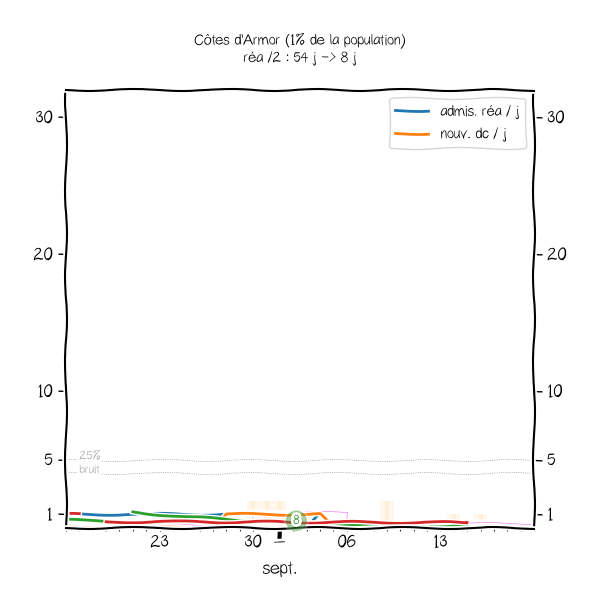 Côtes d'Armor (1% de la population)
réa /2 : 54 j -> 8 j
admis. réa / j
nouv. dc / j
30 30
20 20
10 10
25%
5 5
bruit
1 8 1
23 30 06 13
sept.